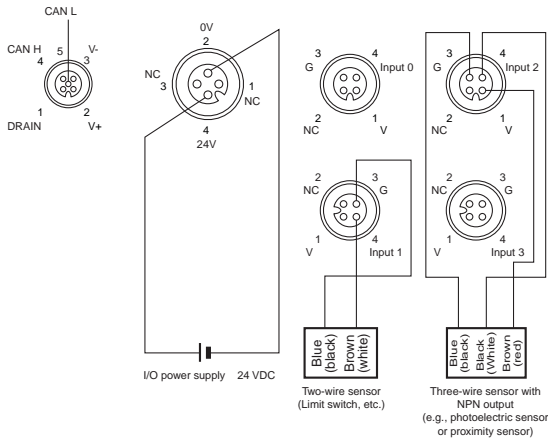 CAN L
CAN H 5 V-
4 3
1 2
DRAIN V+
0V
2
NC
3
1
NC
4
24V
3 4
G Input 0
2 1
NC V
3 4
G Input 2
2 1
NC V
2 3
NC G
1 4
V Input 1
2 3
NC G
1 4
V Input 3
I/O power supply 24 VDC
Blue
(black)
Brown
(white)
Two-wire sensor
(Limit switch, etc.)
Blue
(black)
Black
(White)
Brown
(red)
Three-wire sensor with
NPN output
(e.g., photoelectric sensor
or proximity sensor)